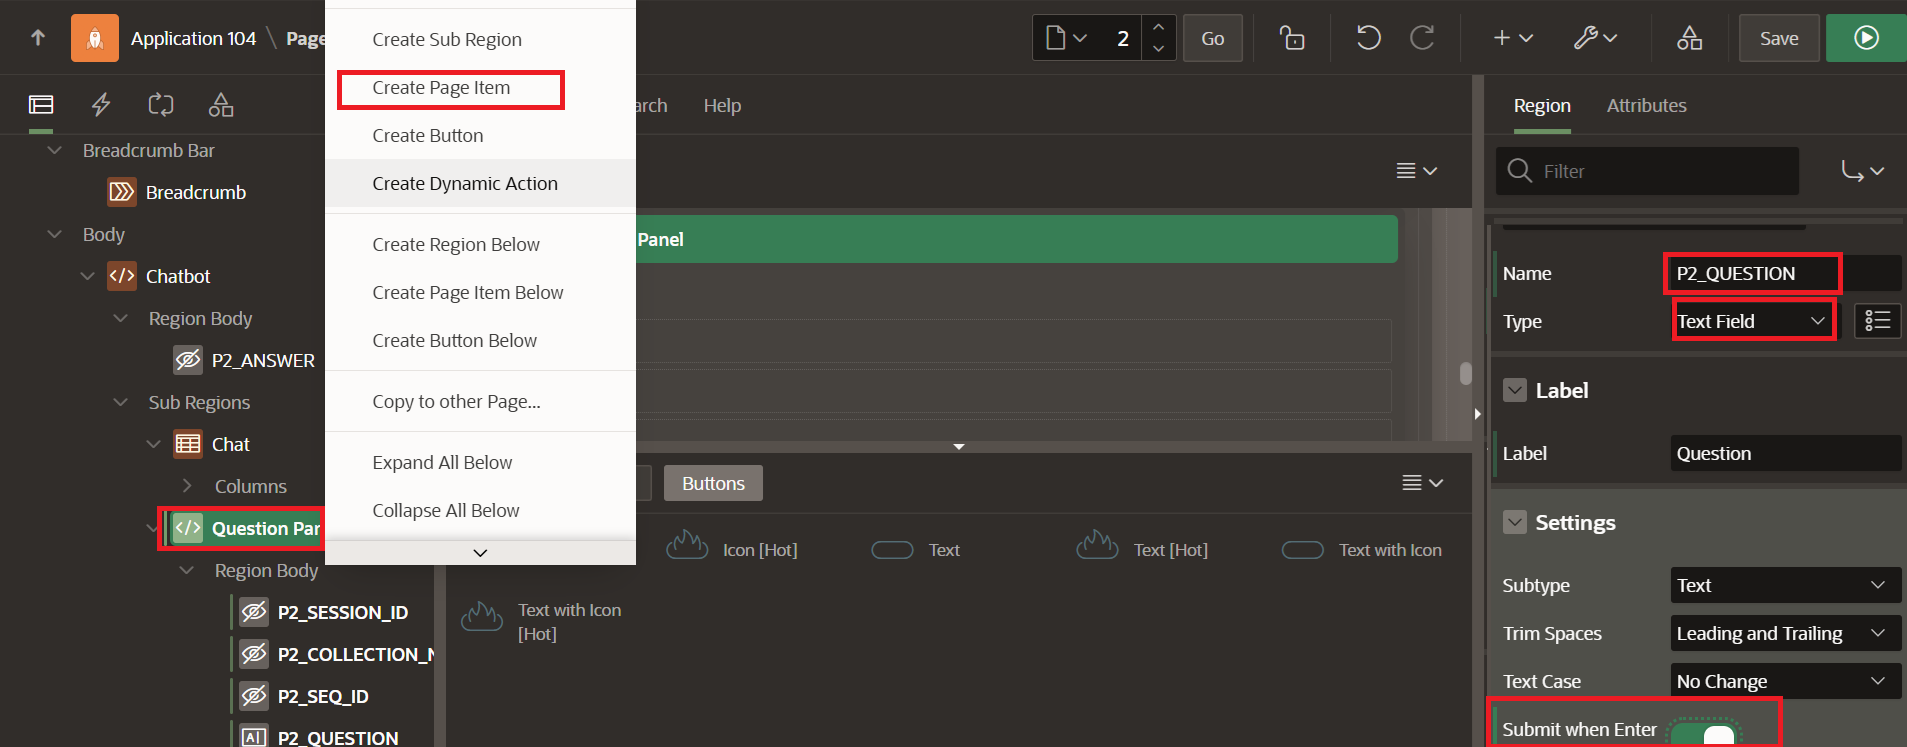 Application 104 \ Page
2
Go
Save
Create Sub Region
Create Page Item
Create Button
Create Dynamic Action
Create Region Below
Create Page Item Below
Create Button Below
Copy to other Page...
Expand All Below
Collapse All Below
Breadcrumb Bar
Breadcrumb
Body
</> Chatbot
Region Body
P2_ANSWER
Sub Regions
Chat
Columns
</> Question Par
Region Body
P2_SESSION_ID
P2_COLLECTION_N
P2_SEQ_ID
A P2_QUESTION
arch Help
Panel
Buttons
Icon [Hot]
Text
Text [Hot]
Text with Icon
Text with Icon
[Hot]
Region Attributes
Filter
Name P2_QUESTION
Type Text Field
Label
Label Question
Settings
Subtype Text
Trim Spaces Leading and Trailing
Text Case No Change
Submit when Enter